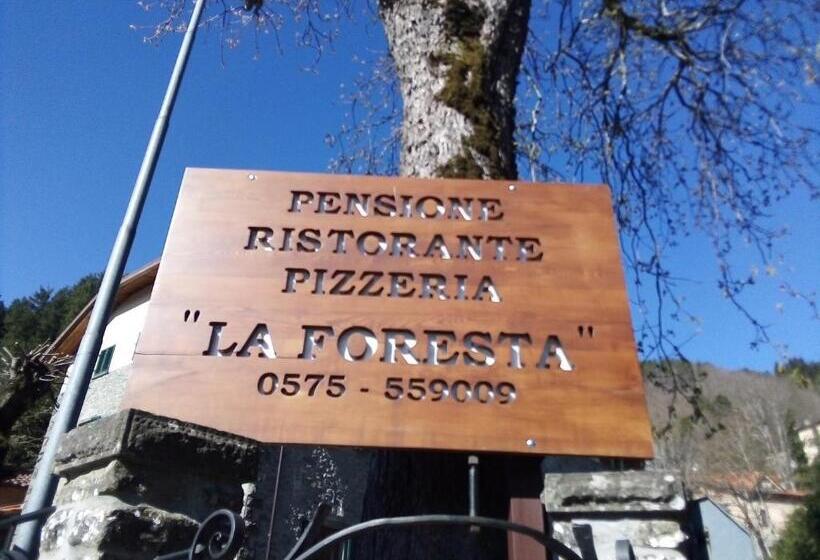 PENSIONE
RISTORANTE
PIZZERIA
"LA FORESTA"
0575 - 559009